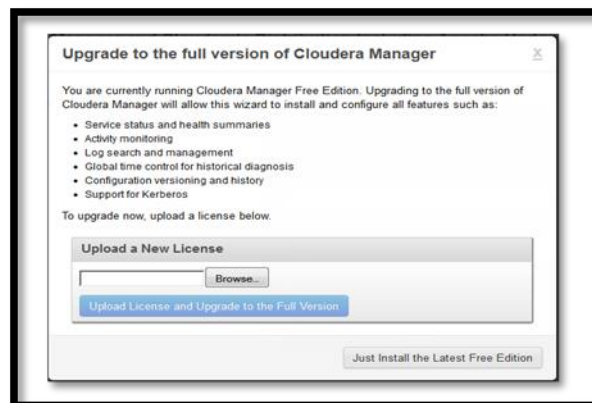 Upgrade to the full version of Cloudera Manager
X
You are currently running Cloudera Manager Free Edition. Upgrading to the full version of
Cloudera Manager will allow this wizard to install and configure all features such as:
• Service status and health summaries
• Activity monitoring
• Log search and management
• Global time control for historical diagnosis
• Configuration versioning and history
• Support for Kerberos
To upgrade now, upload a license below.
Upload a New License
Browse...
Upload License and Upgrade to the Full Version
Just Install the Latest Free Edition